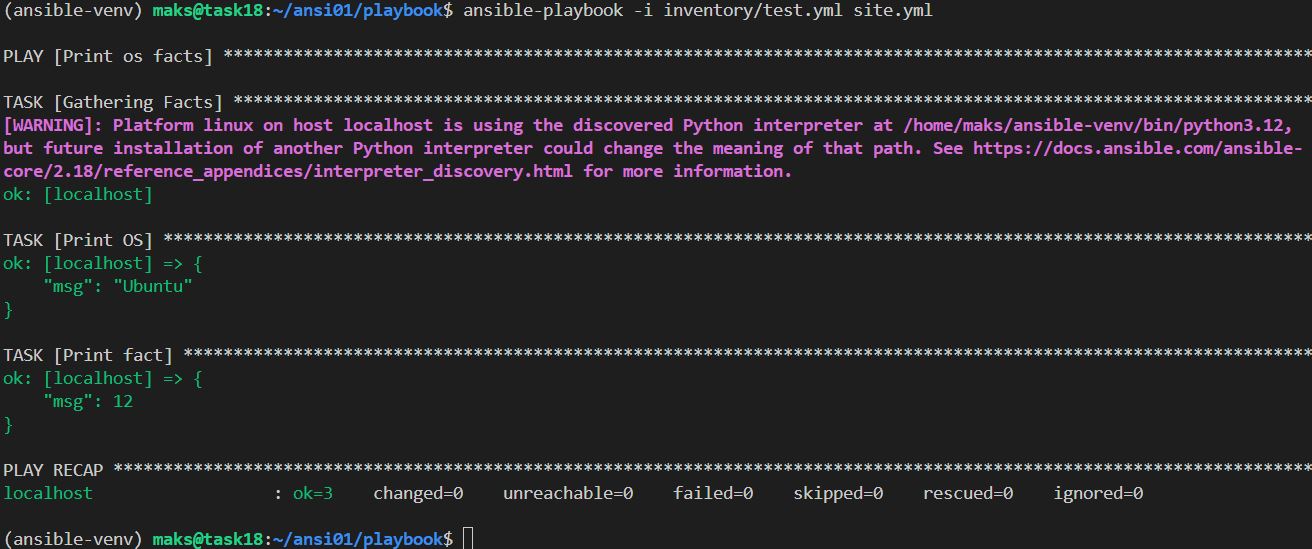 (ansible-venv) maks@task18:~/ansi01/playbook$ ansible-playbook -i inventory/test.yml site.yml
PLAY [Print os facts] *************************************************************************************************************
TASK [Gathering Facts] ************************************************************************************************************
[WARNING]: Platform linux on host localhost is using the discovered Python interpreter at /home/maks/ansible-venv/bin/python3.12,
but future installation of another Python interpreter could change the meaning of that path. See https://docs.ansible.com/ansible-
core/2.18/reference_appendices/interpreter_discovery.html for more information.
ok: [localhost]
TASK [Print OS] *******************************************************************************************************************
ok: [localhost] => {
    "msg": "Ubuntu"
}
TASK [Print fact] *****************************************************************************************************************
ok: [localhost] => {
    "msg": 12
}
PLAY RECAP ************************************************************************************************************************
localhost                  : ok=3    changed=0    unreachable=0    failed=0    skipped=0    rescued=0    ignored=0
(ansible-venv) maks@task18:~/ansi01/playbook$